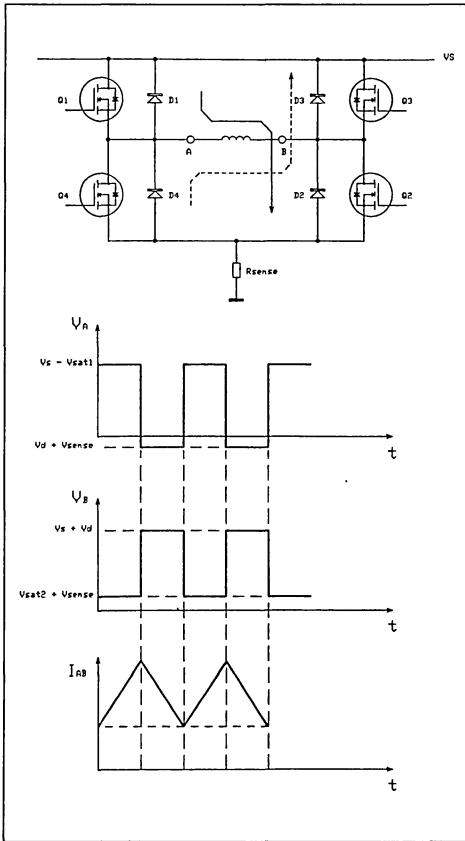 VS
Q1 D1 D3 Q3
A B
Q4 D4 D2 Q2
Rsense
VA
Vs - Vsat1
Vd + Vsense
t
VB
Vs + Vd
Vsat2 + Vsense
t
IAB
t